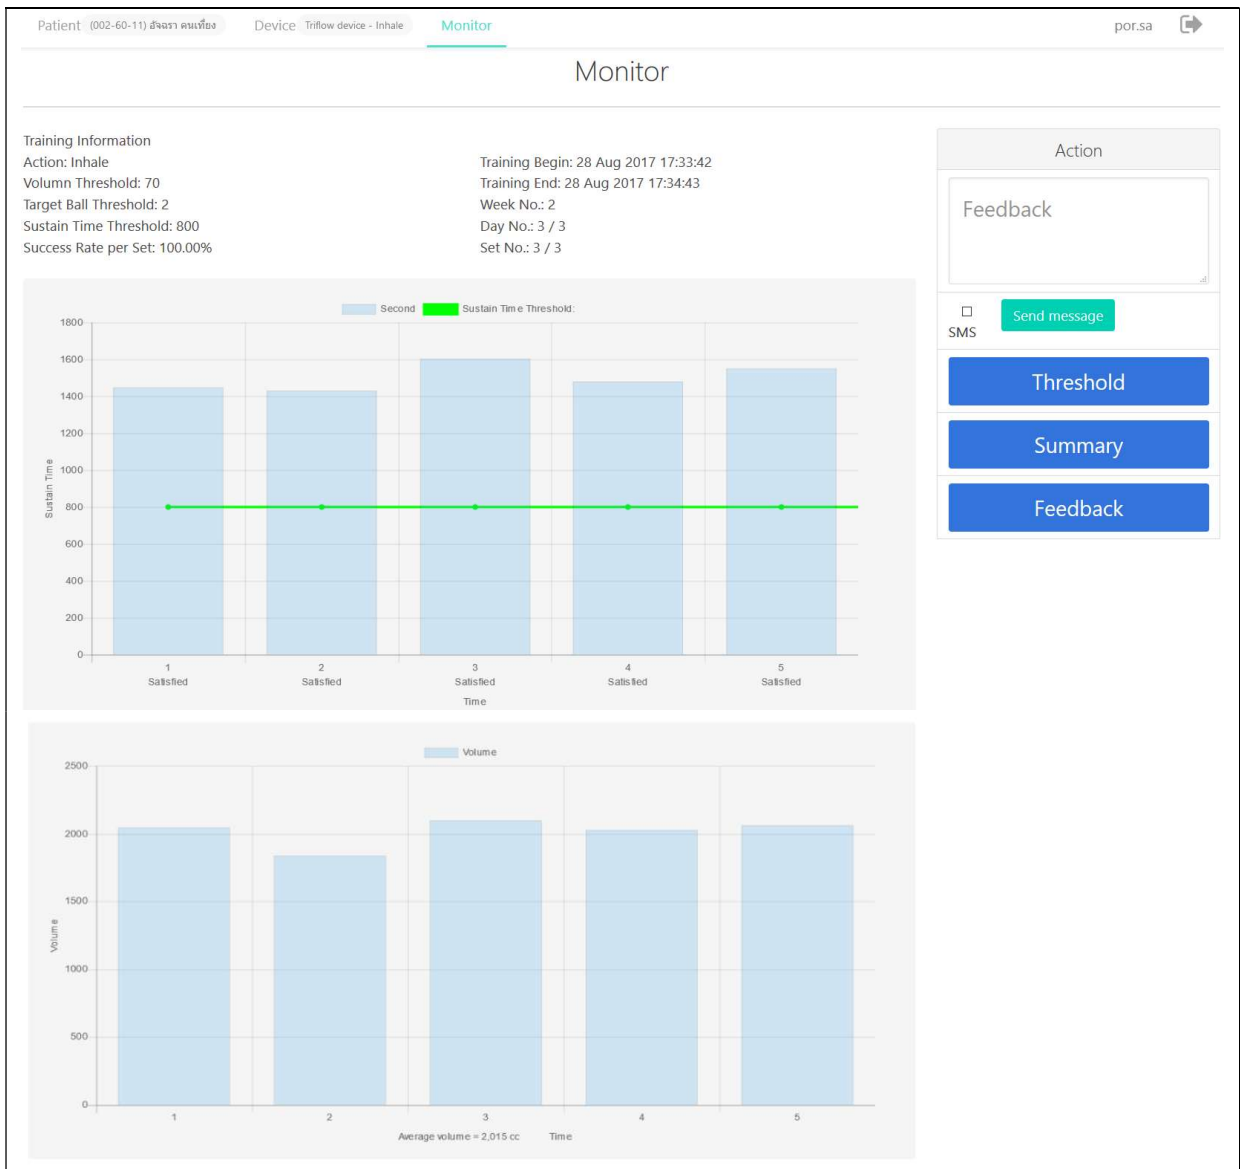 Patient (002-60-11) อัจฉรา คนเที่ยง Device Triflow device - Inhale Monitor por.sa
Monitor
Training Information
Action: Inhale
Volumn Threshold: 70
Target Ball Threshold: 2
Sustain Time Threshold: 800
Success Rate per Set: 100.00%
Training Begin: 28 Aug 2017 17:33:42
Training End: 28 Aug 2017 17:34:43
Week No.: 2
Day No.: 3 / 3
Set No.: 3 / 3
Second Sustain Time Threshold:
1800
1600
1400
1200
1000
800
600
400
200
0
Sustain Time
1 2 3 4 5
Satisfied Satisfied Satisfied Satisfied Satisfied
Time
Volume
2500
2000
1500
1000
500
0
Volume
1 2 3 4 5
Average volume = 2,015 cc Time
Action
Feedback
SMS
Send message
Threshold
Summary
Feedback